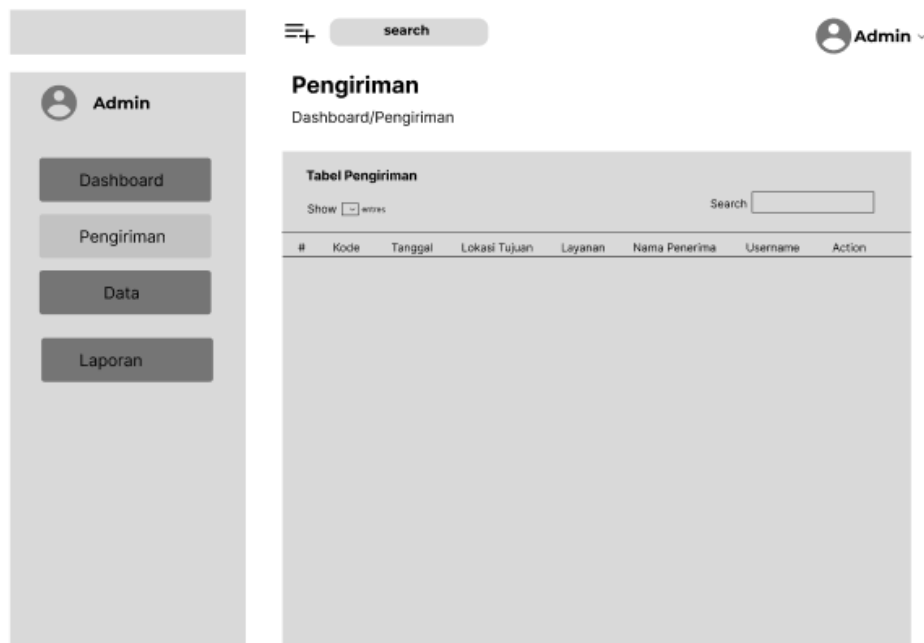 search
Admin
Pengiriman
Dashboard/Pengiriman
Admin
Dashboard
Pengiriman
Data
Laporan
Tabel Pengiriman
Show entres
Search
# Kode Tanggal Lokasi Tujuan Layanan Nama Penerima Username Action